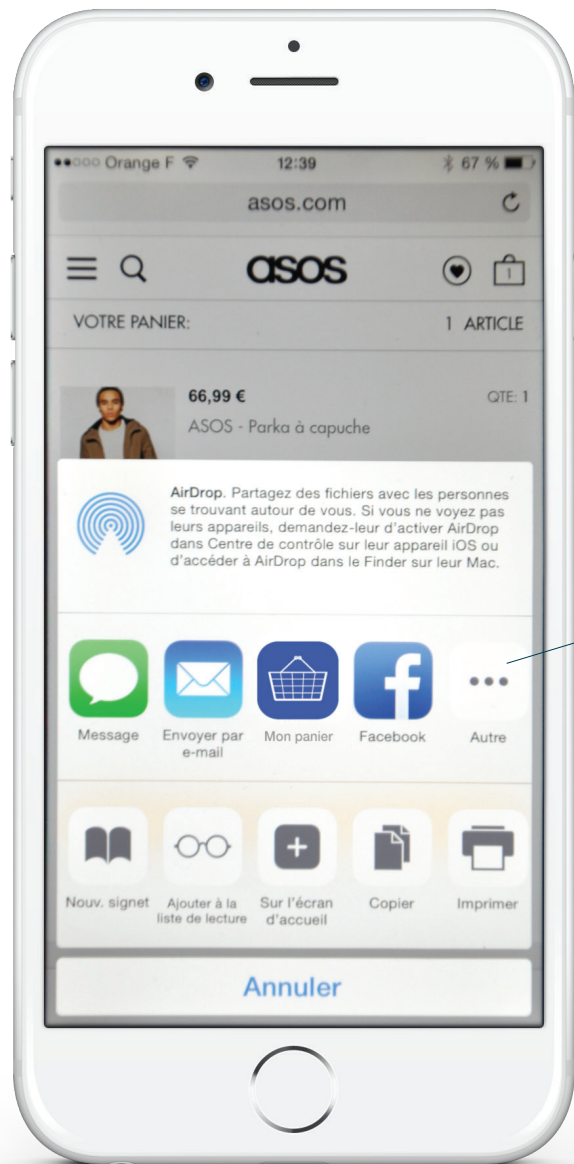 Orange F 12:39 67 %
asos.com
asos 1
VOTRE PANIER: 1 ARTICLE
66,99 € QTE: 1
ASOS - Parka à capuche
AirDrop. Partagez des fichiers avec les personnes
se trouvant autour de vous. Si vous ne voyez pas
leurs appareils, demandez-leur d'activer AirDrop
dans Centre de contrôle sur leur appareil iOS ou
d'accéder à AirDrop dans le Finder sur leur Mac.
Message Envoyer par e-mail Mon panier Facebook Autre
Nouv. signet Ajouter à la liste de lecture Sur l'écran d'accueil Copier Imprimer
Annuler